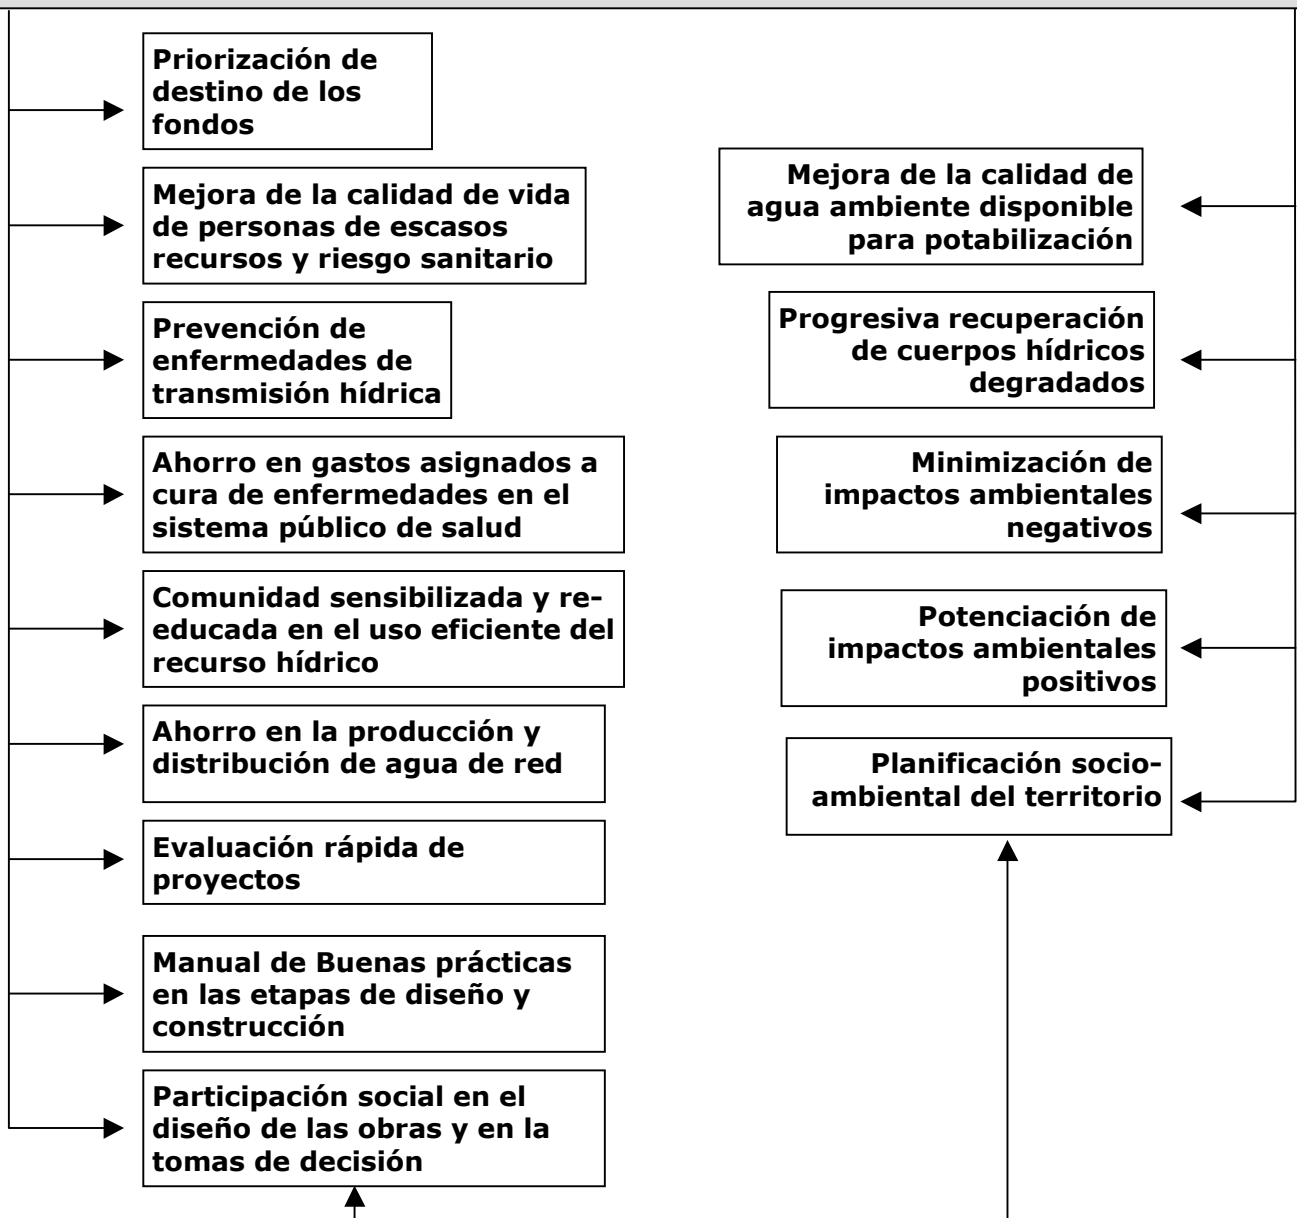 Priorización de
destino de los
fondos
Mejora de la calidad de vida
de personas de escasos
recursos y riesgo sanitario
Prevención de
enfermedades de
transmisión hídrica
Ahorro en gastos asignados a
cura de enfermedades en el
sistema público de salud
Comunidad sensibilizada y re-
educada en el uso eficiente del
recurso hídrico
Ahorro en la producción y
distribución de agua de red
Evaluación rápida de
proyectos
Manual de Buenas prácticas
en las etapas de diseño y
construcción
Participación social en el
diseño de las obras y en la
tomas de decisión
Mejora de la calidad de
agua ambiente disponible
para potabilización
Progresiva recuperación
de cuerpos hídricos
degradados
Minimización de
impactos ambientales
negativos
Potenciación de
impactos ambientales
positivos
Planificación socio-
ambiental del territorio